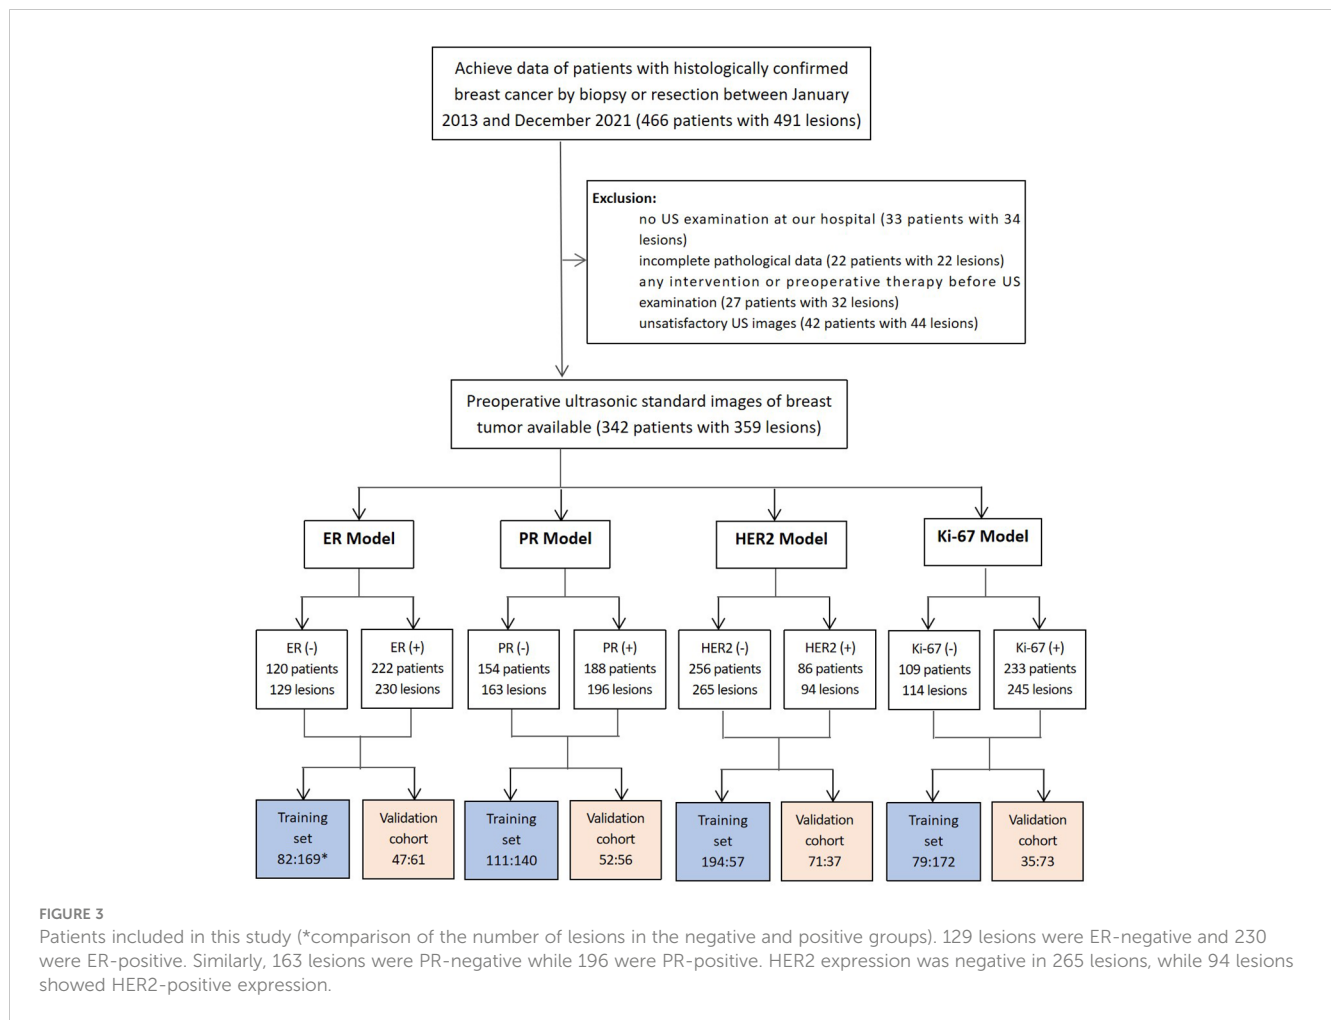 Achieve data of patients with histologically confirmed
breast cancer by biopsy or resection between January
2013 and December 2021 (466 patients with 491 lesions)
Exclusion:
no US examination at our hospital (33 patients with 34
lesions)
incomplete pathological data (22 patients with 22 lesions)
any intervention or preoperative therapy before US
examination (27 patients with 32 lesions)
unsatisfactory US images (42 patients with 44 lesions)
Preoperative ultrasonic standard images of breast
tumor available (342 patients with 359 lesions)
ER Model
PR Model
HER2 Model
Ki-67 Model
ER (-)
120 patients
129 lesions
ER (+)
222 patients
230 lesions
PR (-)
154 patients
163 lesions
PR (+)
188 patients
196 lesions
HER2 (-)
256 patients
265 lesions
HER2 (+)
86 patients
94 lesions
Ki-67 (-)
109 patients
114 lesions
Ki-67 (+)
233 patients
245 lesions
Training
set
82:169*
Validation
cohort
47:61
Training
set
111:140
Validation
cohort
52:56
Training
set
194:57
Validation
cohort
71:37
Training
set
79:172
Validation
cohort
35:73
FIGURE 3
Patients included in this study (*comparison of the number of lesions in the negative and positive groups). 129 lesions were ER-negative and 230
were ER-positive. Similarly, 163 lesions were PR-negative while 196 were PR-positive. HER2 expression was negative in 265 lesions, while 94 lesions
showed HER2-positive expression.